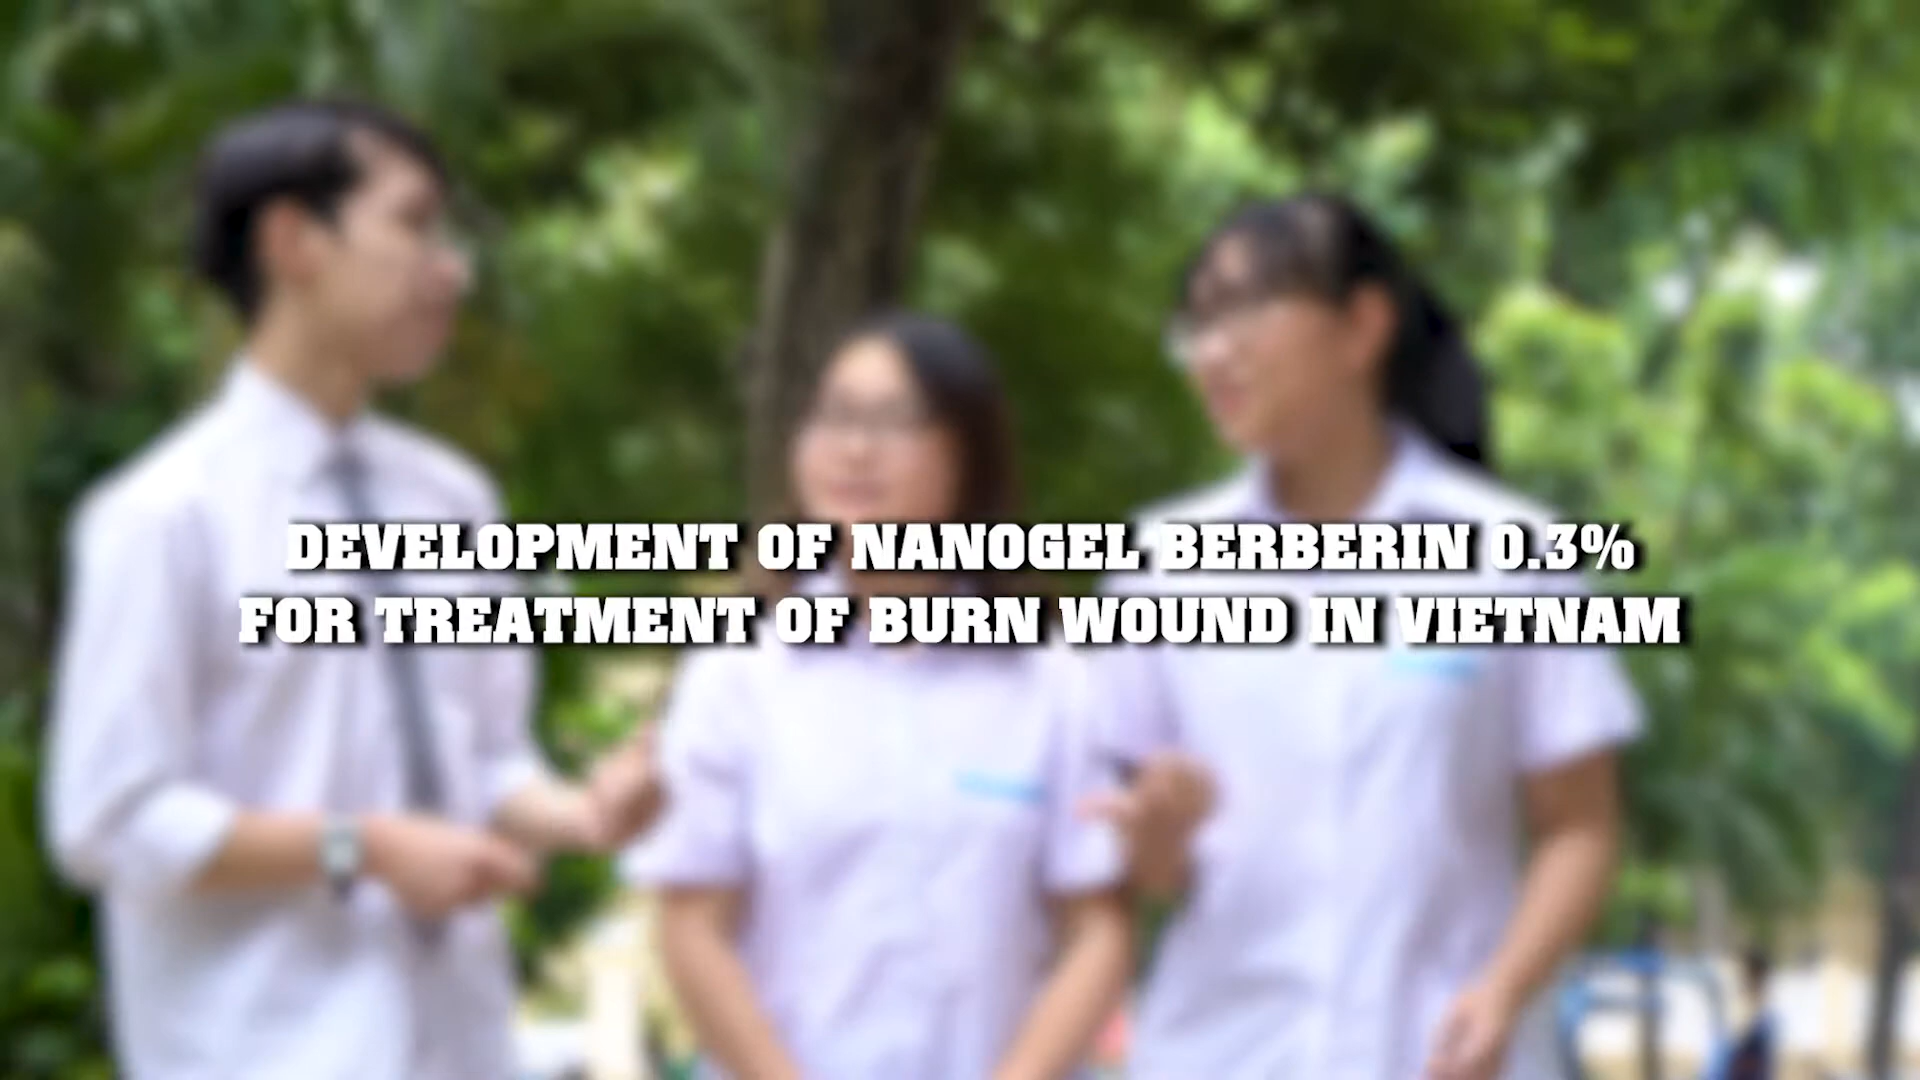 DEVELOPMENT OF NANOGEL BERBERIN 0.3%
FOR TREATMENT OF BURN WOUND IN VIETNAM